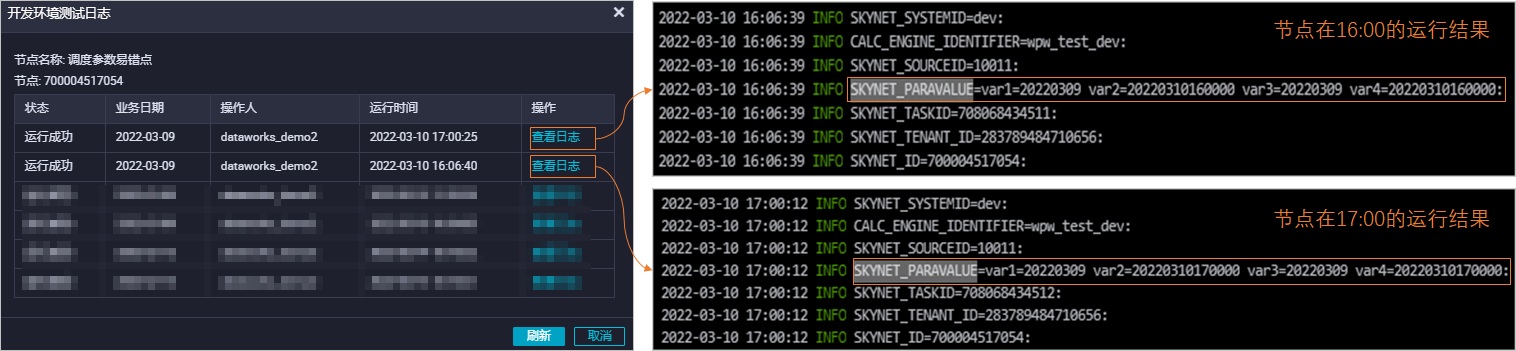 开发环境测试日志
节点名称: 调度参数易错点
节点: 700004517054
状态 业务日期 操作人 运行时间 操作
运行成功 2022-03-09 dataworks_demo2 2022-03-10 17:00:25 查看日志
运行成功 2022-03-09 dataworks_demo2 2022-03-10 16:06:40 查看日志
刷新 取消
2022-03-10 16:06:39 INFO SKYNET_SYSTEMID=dev:
2022-03-10 16:06:39 INFO CALC_ENGINE_IDENTIFIER=wpw_test_dev:
2022-03-10 16:06:39 INFO SKYNET_SOURCEID=10011:
2022-03-10 16:06:39 INFO SKYNET_PARAVALUE=var1=20220309 var2=20220310160000 var3=20220309 var4=20220310160000:
2022-03-10 16:06:39 INFO SKYNET_TASKID=708068434511:
2022-03-10 16:06:39 INFO SKYNET_TENANT_ID=283789484710656:
2022-03-10 16:06:39 INFO SKYNET_ID=700004517054:
节点在16:00的运行结果
2022-03-10 17:00:12 INFO SKYNET_SYSTEMID=dev:
2022-03-10 17:00:12 INFO CALC_ENGINE_IDENTIFIER=wpw_test_dev:
2022-03-10 17:00:12 INFO SKYNET_SOURCEID=10011:
2022-03-10 17:00:12 INFO SKYNET_PARAVALUE=var1=20220309 var2=20220310170000 var3=20220309 var4=20220310170000:
2022-03-10 17:00:12 INFO SKYNET_TASKID=708068434512:
2022-03-10 17:00:12 INFO SKYNET_TENANT_ID=283789484710656:
2022-03-10 17:00:12 INFO SKYNET_ID=700004517054:
节点在17:00的运行结果